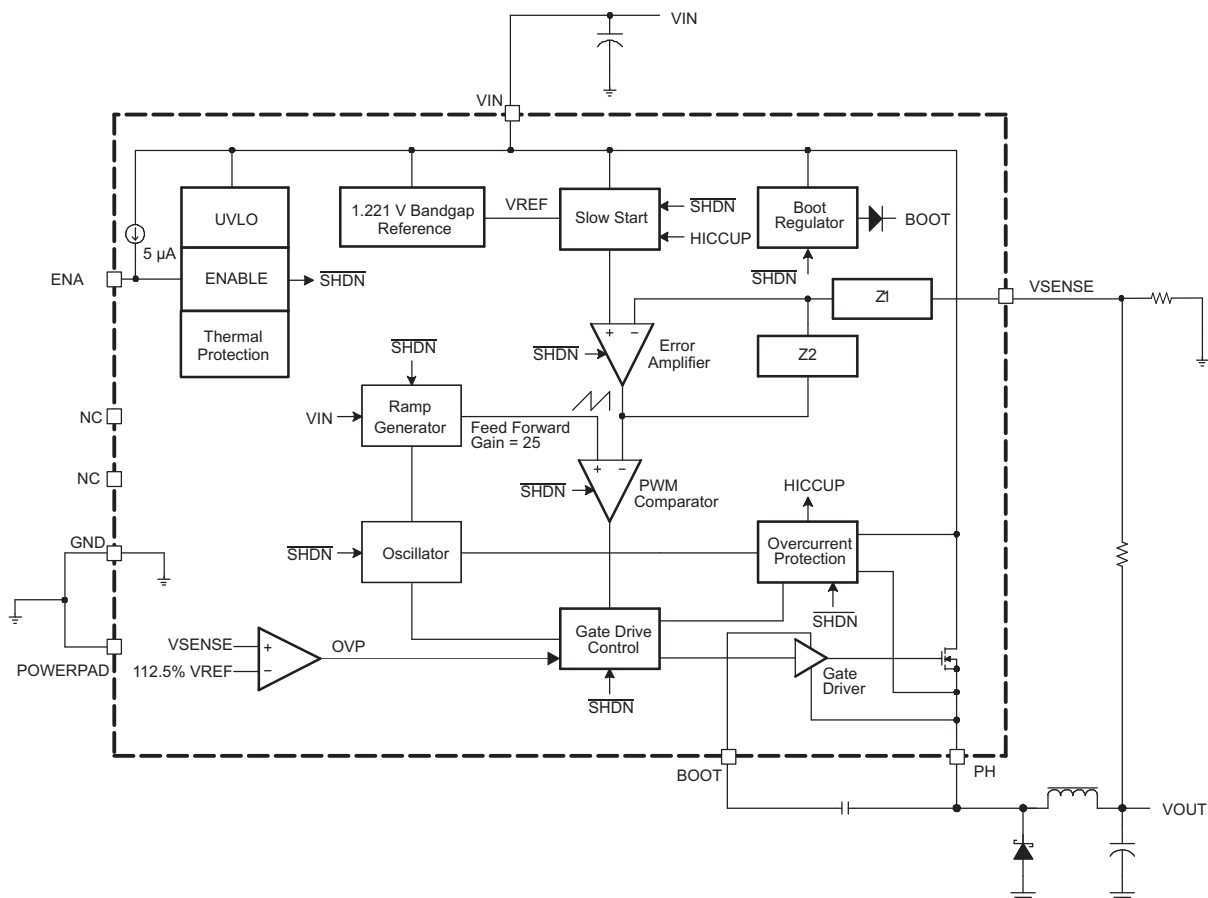 VIN
VIN
UVLO
1.221 V Bandgap
Reference
VREF
Slow Start
SHDN
HICCUP
Boot
Regulator
BOOT
SHDN
5 µA
ENA
ENABLE
SHDN
VSENSE
Z1
Thermal
Protection
SHDN
+
−
Error
Amplifier
Z2
SHDN
VIN
Ramp
Generator
Feed Forward
Gain = 25
NC
NC
+
−
SHDN
PWM
Comparator
HICCUP
GND
SHDN
Oscillator
Overcurrent
Protection
SHDN
POWERPAD
VSENSE
+
112.5% VREF
−
OVP
Gate Drive
Control
SHDN
Gate
Driver
BOOT
PH
VOUT